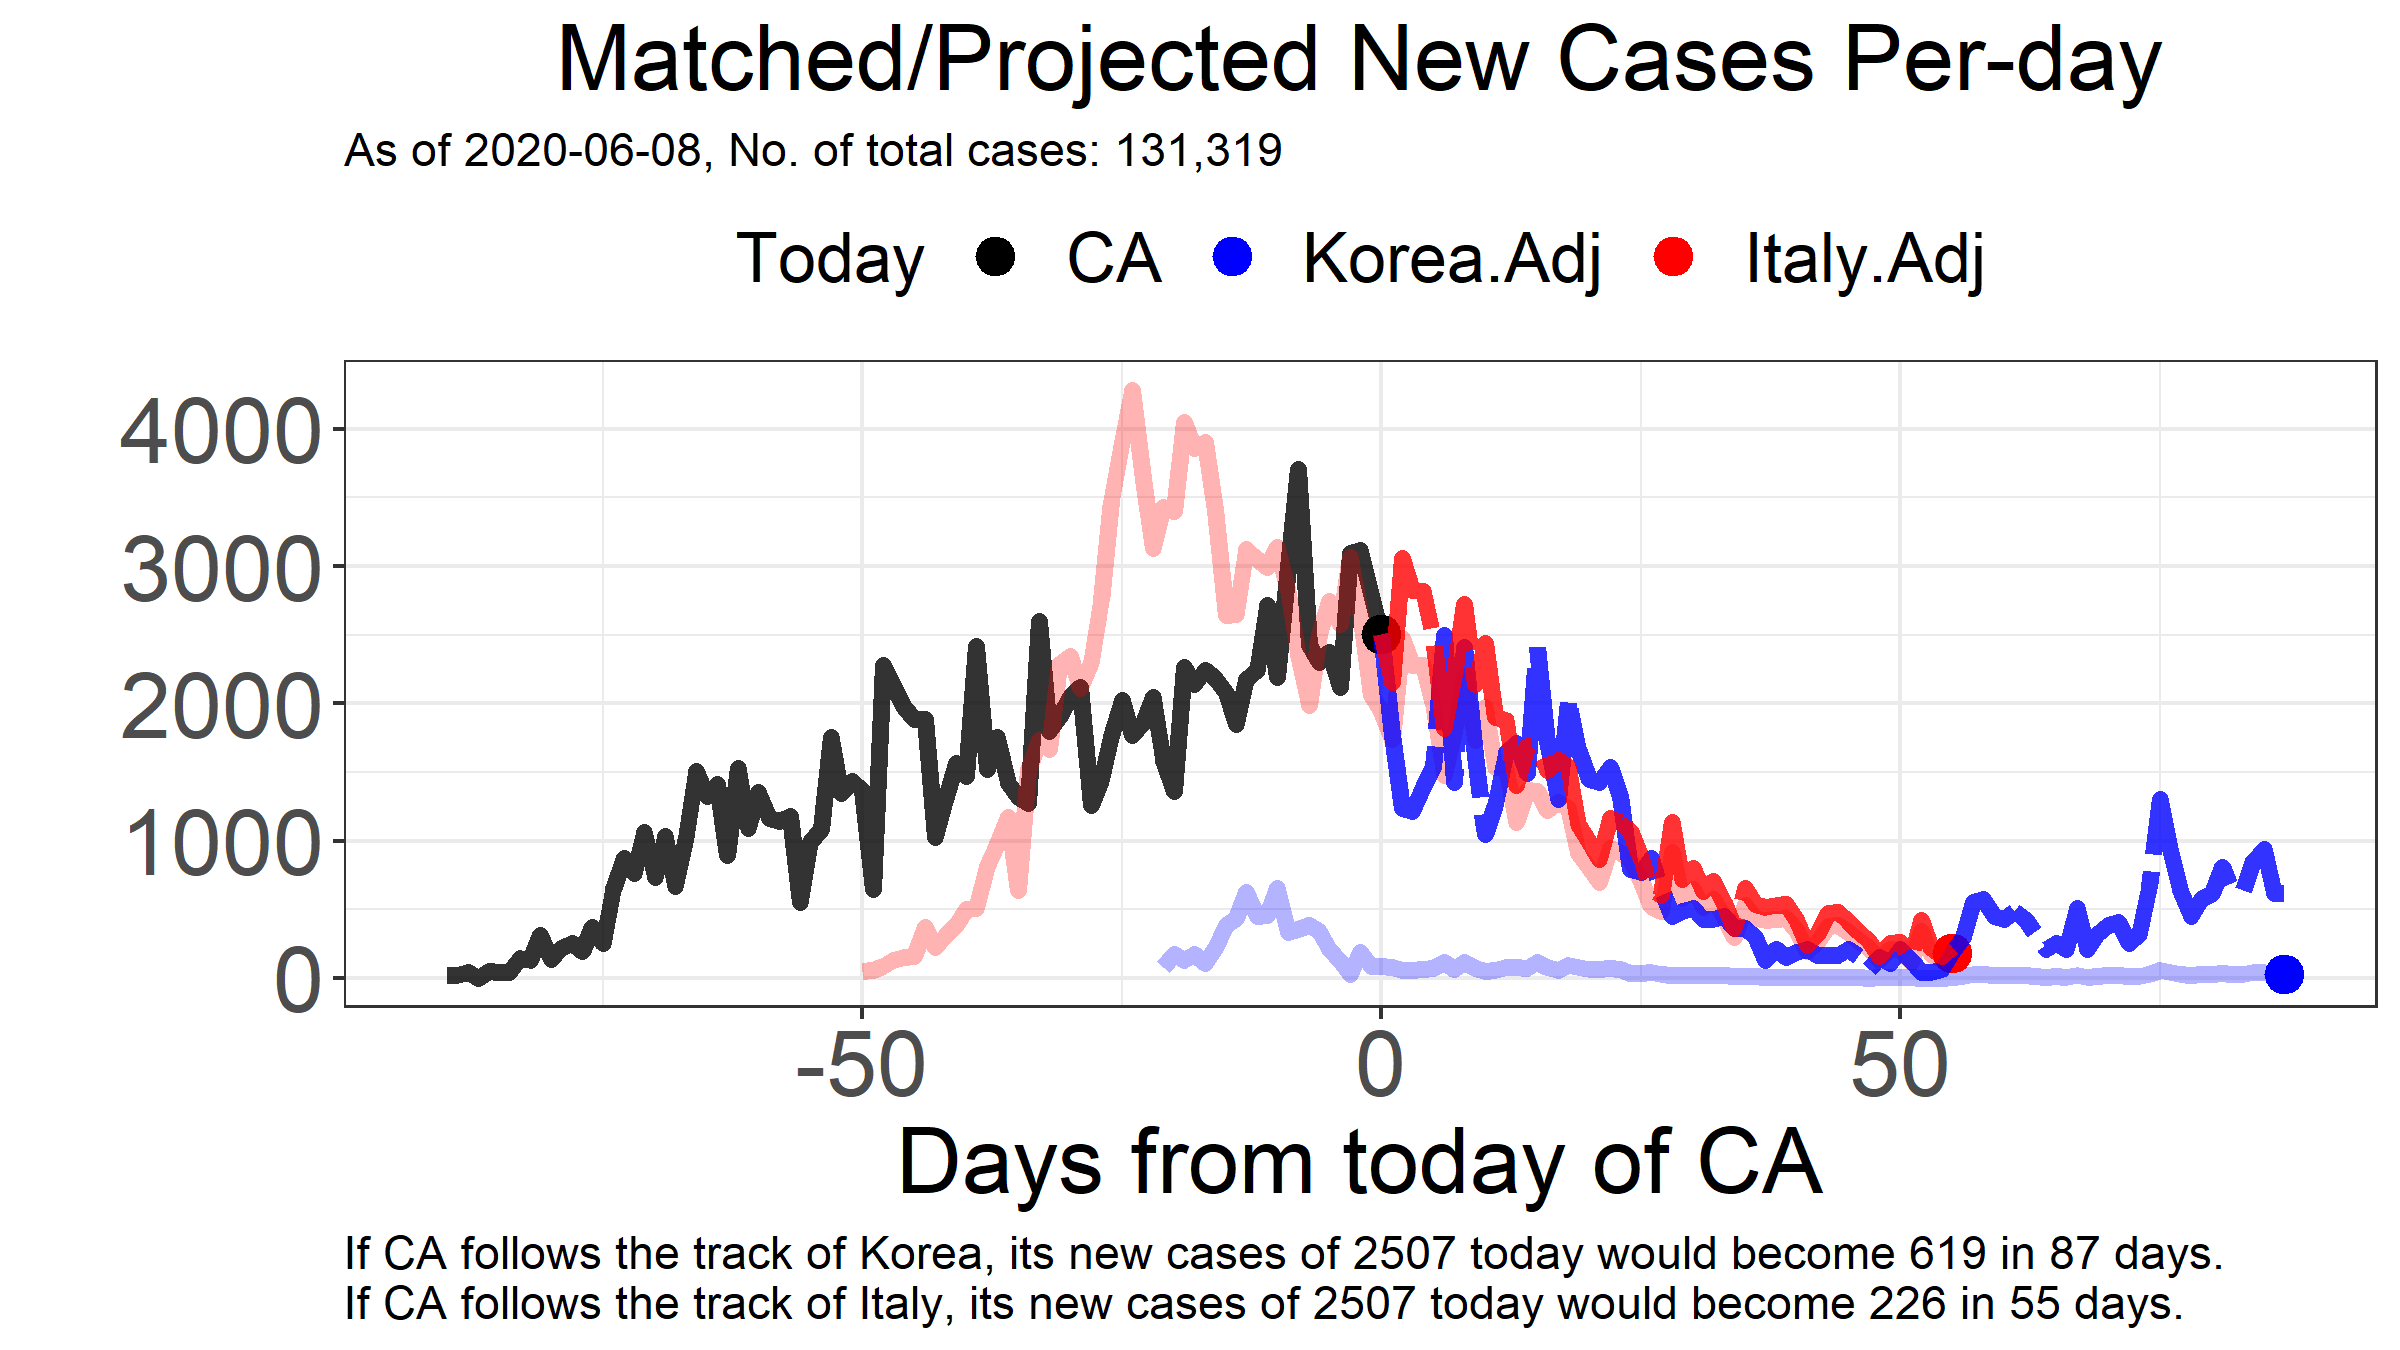 Matched/Projected New Cases Per-day
As of 2020-06-08, No. of total cases: 131,319
Today CA Korea.Adj Italy.Adj
4000
3000
2000
1000
0
-50 0 50
Days from today of CA
If CA follows the track of Korea, its new cases of 2507 today would become 619 in 87 days.
If CA follows the track of Italy, its new cases of 2507 today would become 226 in 55 days.